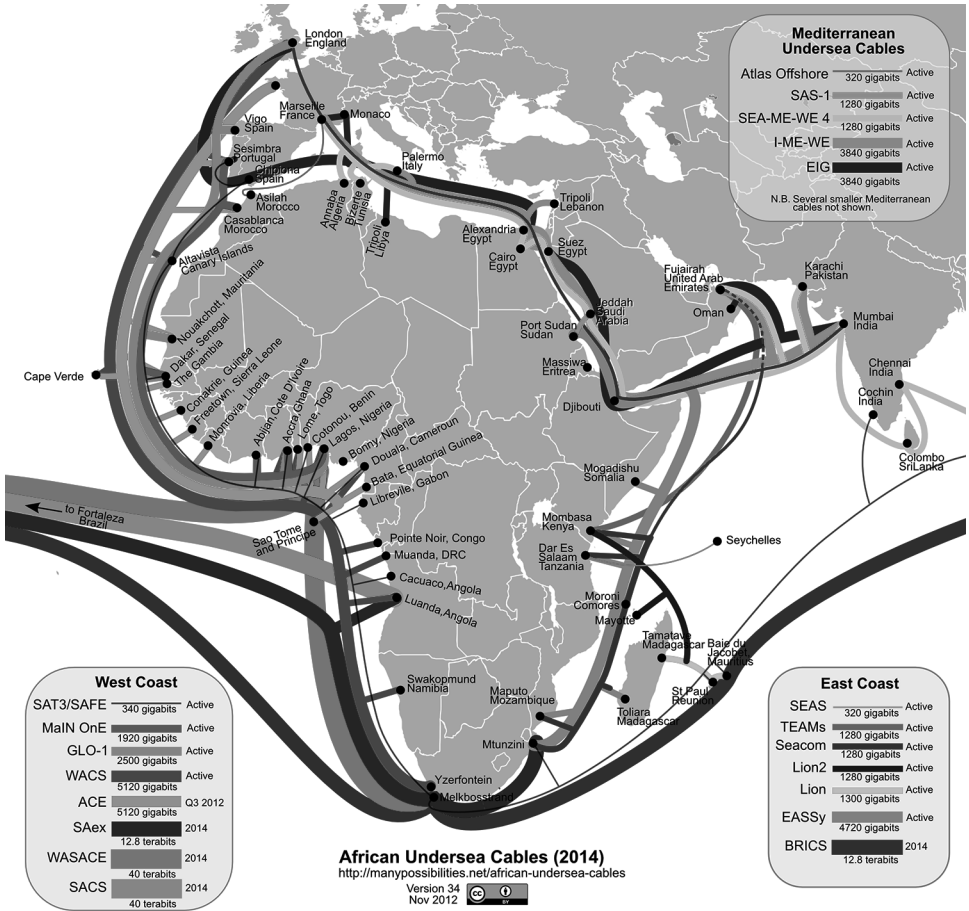 London
England
Marseille
France
Monaco
Vigo
Spain
Sesimbra
Portugal
Chipiona
Spain
Asilah
Morocco
Casablanca
Morocco
Altavista
Canary Islands
Annaba
Algeria
Bizerte
Tunisia
Tripoli
Libya
Palermo
Italy
Tripoli
Lebanon
Alexandria
Egypt
Cairo
Egypt
Suez
Egypt
Jeddah
Saudi
Arabia
Port Sudan
Sudan
Massiwa
Eritrea
Djibouti
Fujairah
United Arab
Emirates
Oman
Karachi
Pakistan
Mumbai
India
Chennai
India
Cochin
India
Colombo
SriLanka
Mediterranean
Undersea Cables
Atlas Offshore
320 gigabits
Active
SAS-1
1280 gigabits
Active
SEA-ME-WE 4
1280 gigabits
Active
I-ME-WE
3840 gigabits
Active
EIG
3840 gigabits
Active
N.B. Several smaller Mediterranean
cables not shown.
Nouakchott, Mauritania
Dakar, Senegal
The Gambia
Cape Verde
Conakrie, Guinea
Freetown, Sierra Leone
Monrovia, Liberia
Abijan,Cote D'Ivoire
Accra,Ghana
Lome, Togo
Cotonou, Benin
Lagos, Nigeria
Bonny, Nigeria
Douala, Cameroun
Bata, Equatorial Guinea
Libreville, Gabon
to Fortaleza
Brazil
Sao Tome
and Principe
Pointe Noir, Congo
Muanda, DRC
Cacuaco,Angola
Luanda,Angola
Swakopmund
Namibia
Yzerfontein
Melkbosstrand
Mtunzini
Maputo
Mozambique
Toliara
Madagascar
Tamatave
Madagascar
Baie du
Jacobet
Mauritius
St Paul
Reunion
Mayotte
Moroni
Comores
Dar Es
Salaam
Tanzania
Mombasa
Kenya
Mogadishu
Somalia
Seychelles
West Coast
SAT3/SAFE
340 gigabits
Active
MaIN OnE
1920 gigabits
Active
GLO-1
2500 gigabits
Active
WACS
5120 gigabits
Active
ACE
5120 gigabits
Q3 2012
SAex
12.8 terabits
2014
WASACE
40 terabits
2014
SACS
40 terabits
2014
East Coast
SEAS
320 gigabits
Active
TEAMs
1280 gigabits
Active
Seacom
1280 gigabits
Active
Lion2
1280 gigabits
Active
Lion
1300 gigabits
Active
EASSy
4720 gigabits
Active
BRICS
12.8 terabits
2014
African Undersea Cables (2014)
http://manypossibilities.net/african-undersea-cables
Version 34
Nov 2012
cc
BY